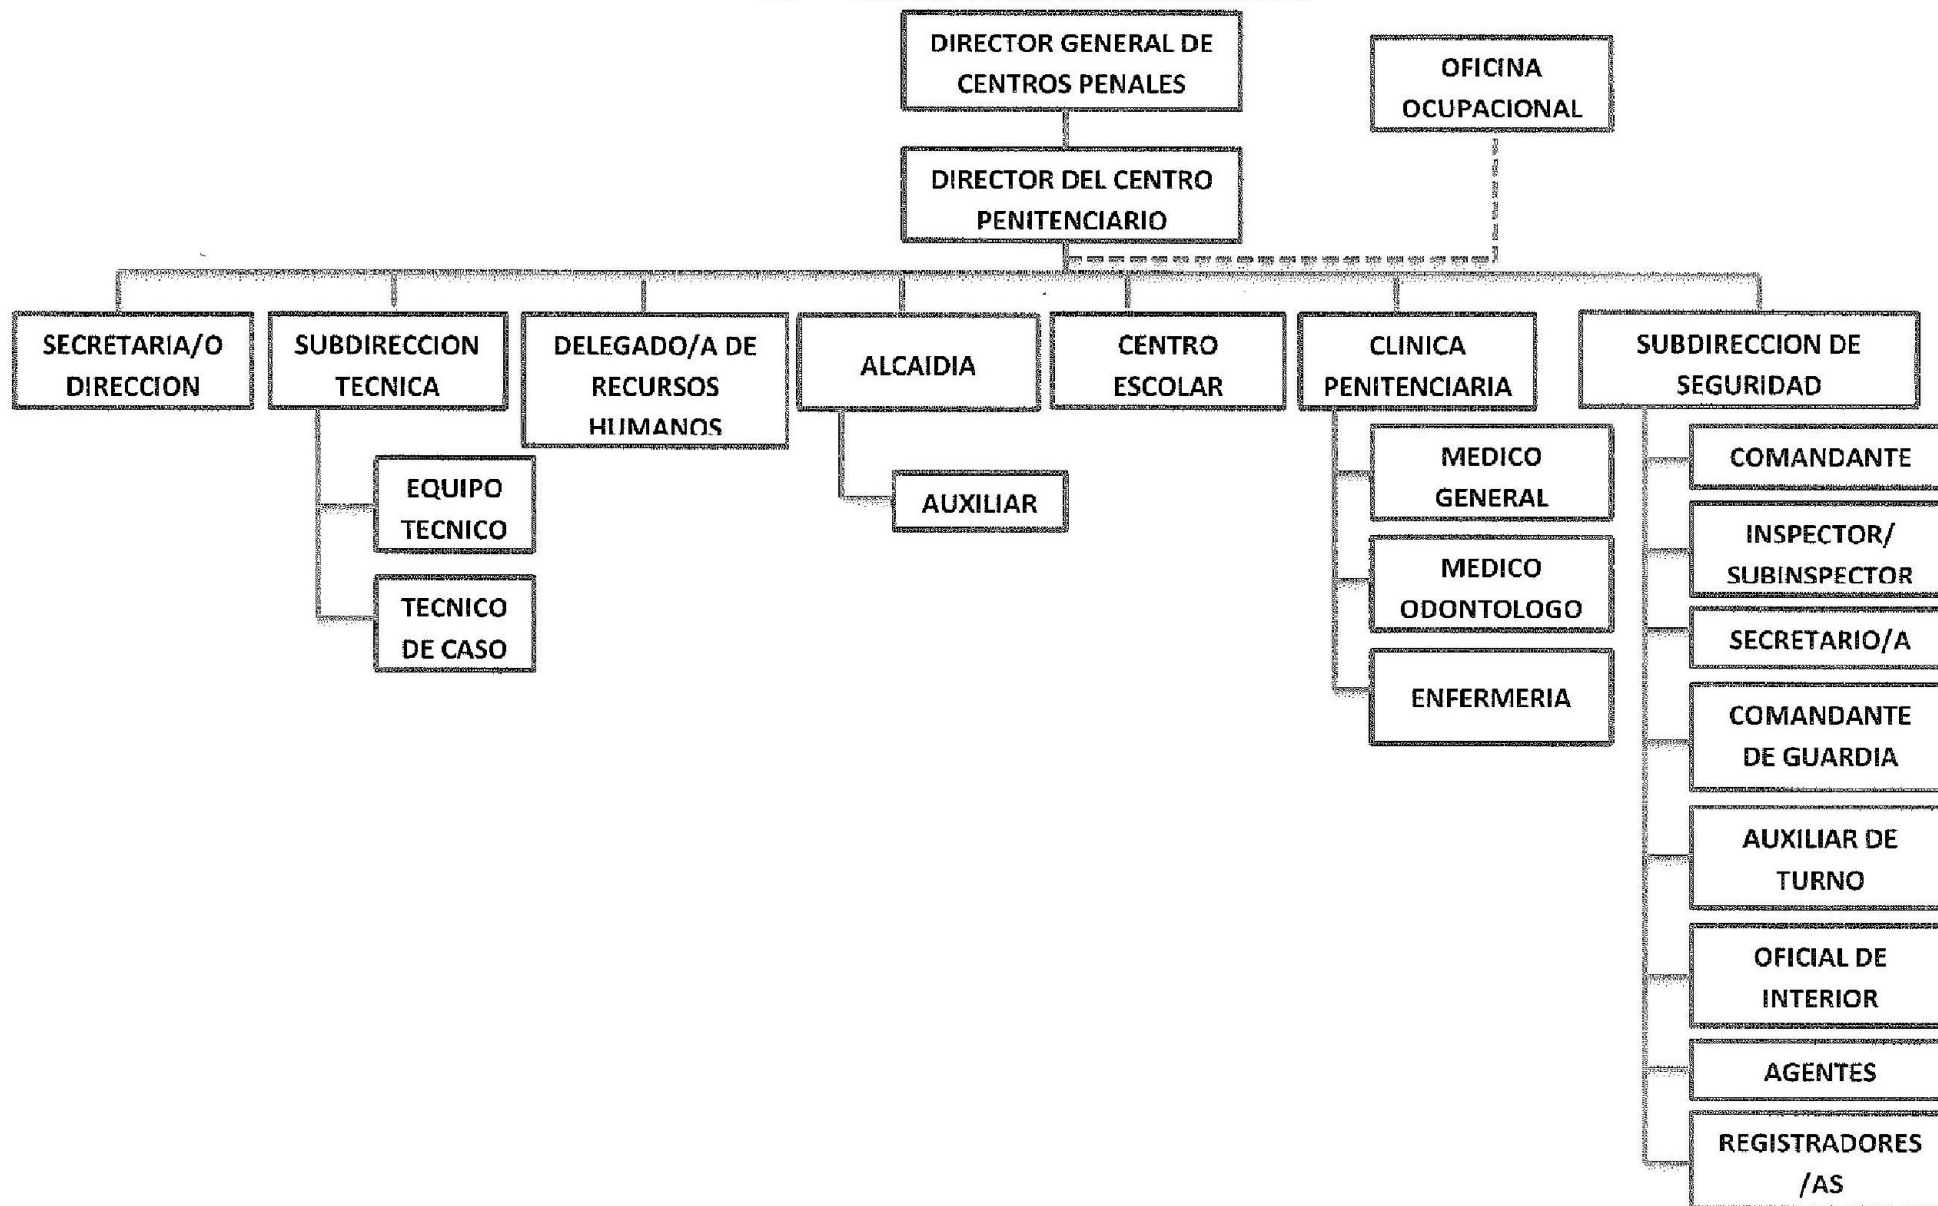 DIRECTOR GENERAL DE
CENTROS PENALES
OFICINA
OCUPACIONAL
DIRECTOR DEL CENTRO
PENITENCIARIO
SECRETARIA/O
DIRECCION
SUBDIRECCION
TECNICA
DELEGADO/A DE
RECURSOS
HUMANOS
ALCAIDIA
CENTRO
ESCOLAR
CLINICA
PENITENCIARIA
SUBDIRECCION DE
SEGURIDAD
EQUIPO
TECNICO
TECNICO
DE CASO
AUXILIAR
MEDICO
GENERAL
MEDICO
ODONTOLOGO
ENFERMERIA
COMANDANTE
INSPECTOR/
SUBINSPECTOR
SECRETARIO/A
COMANDANTE
DE GUARDIA
AUXILIAR DE
TURNO
OFICIAL DE
INTERIOR
AGENTES
REGISTRADORES
/AS